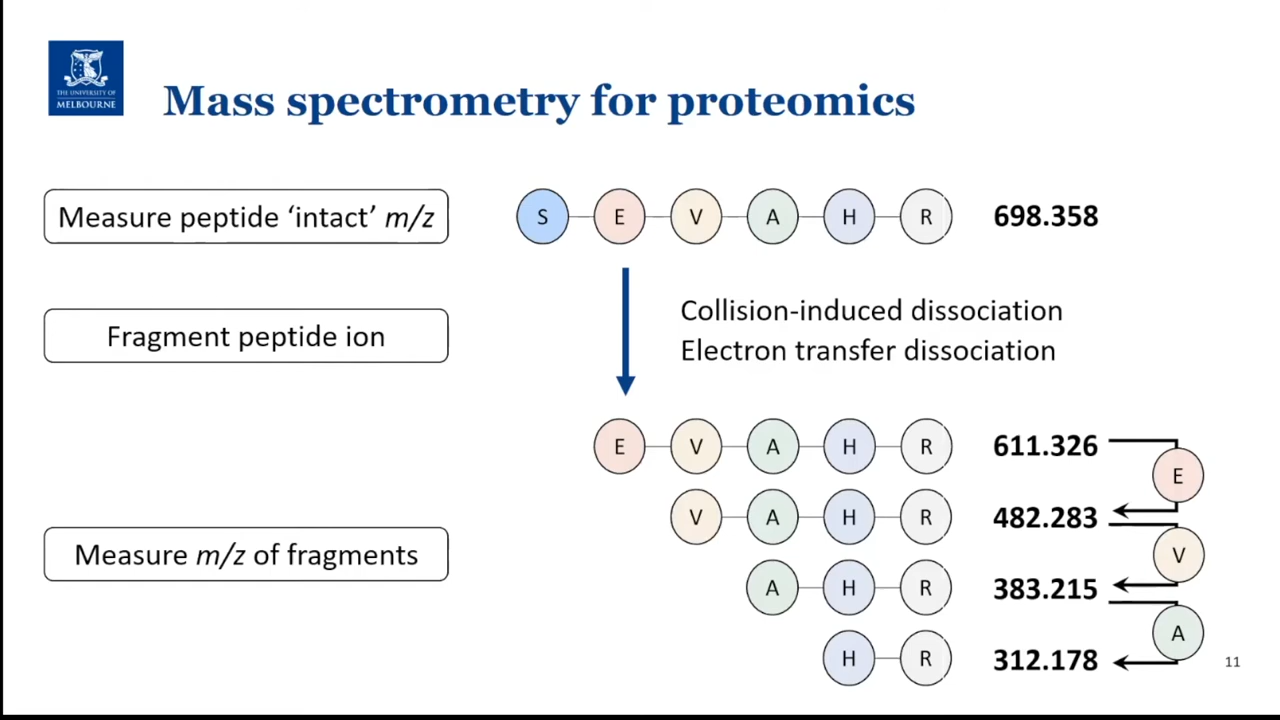 THE UNIVERSITY OF
MELBOURNE
Mass spectrometry for proteomics
Measure peptide ‘intact’ m/z
S E V A H R 698.358
Fragment peptide ion
Collision-induced dissociation
Electron transfer dissociation
E V A H R 611.326
E
V A H R 482.283
Measure m/z of fragments
V
A H R 383.215
A
H R 312.178
11